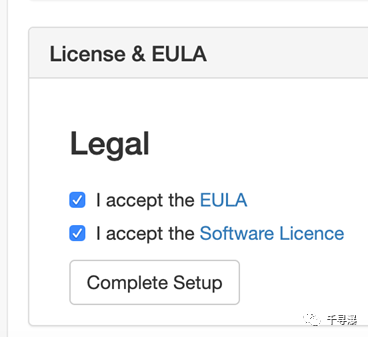 License & EULA
Legal
I accept the EULA
I accept the Software Licence
Complete Setup
千寻瀑